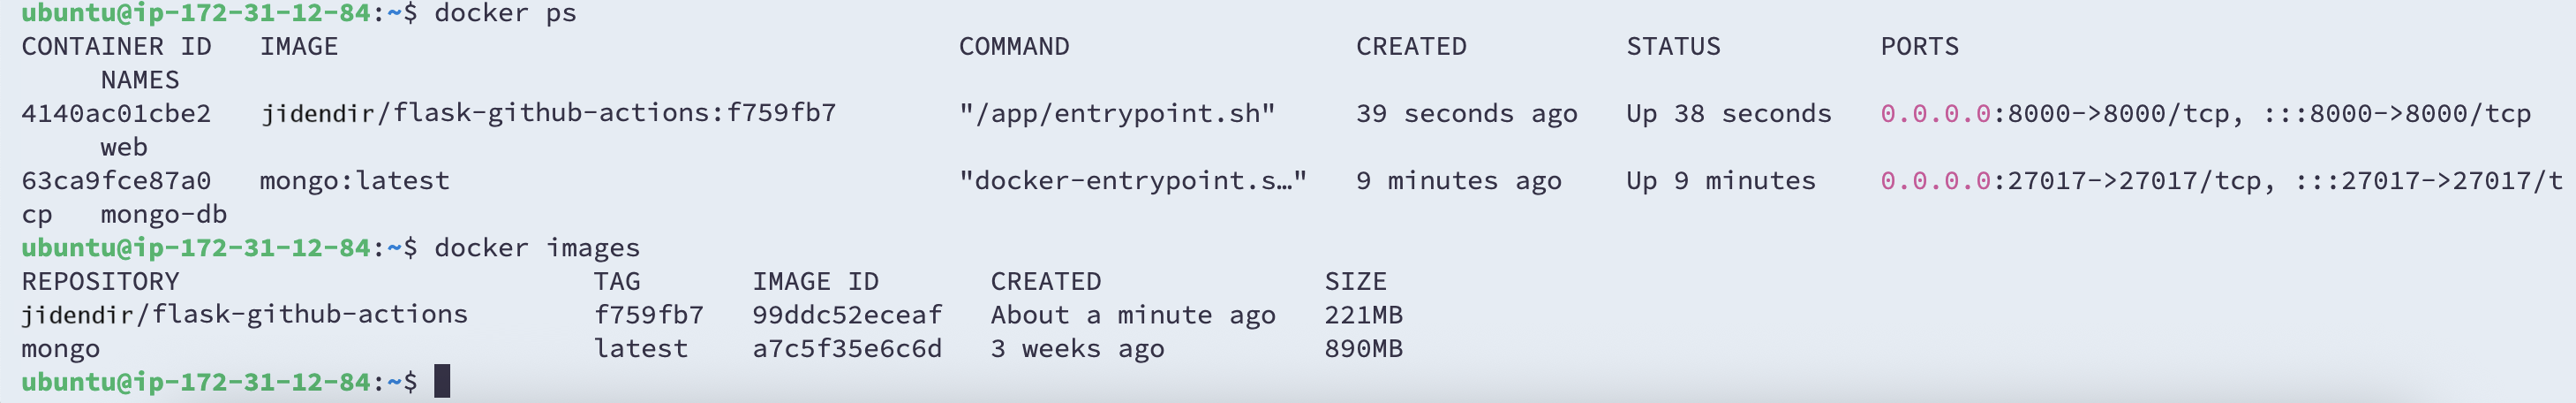 ubuntu@ip-172-31-12-84:~$ docker ps
CONTAINER ID   IMAGE                                       COMMAND                  CREATED          STATUS          PORTS
     NAMES
4140ac01cbe2   jidendir/flask-github-actions:f759fb7       "/app/entrypoint.sh"     39 seconds ago   Up 38 seconds   0.0.0.0:8000->8000/tcp, :::8000->8000/tcp
     web
63ca9fce87a0   mongo:latest                                "docker-entrypoint.s…"   9 minutes ago    Up 9 minutes    0.0.0.0:27017->27017/tcp, :::27017->27017/t
cp   mongo-db
ubuntu@ip-172-31-12-84:~$ docker images
REPOSITORY                          TAG       IMAGE ID       CREATED              SIZE
jidendir/flask-github-actions       f759fb7   99ddc52eceaf   About a minute ago   221MB
mongo                               latest    a7c5f35e6c6d   3 weeks ago          890MB
ubuntu@ip-172-31-12-84:~$